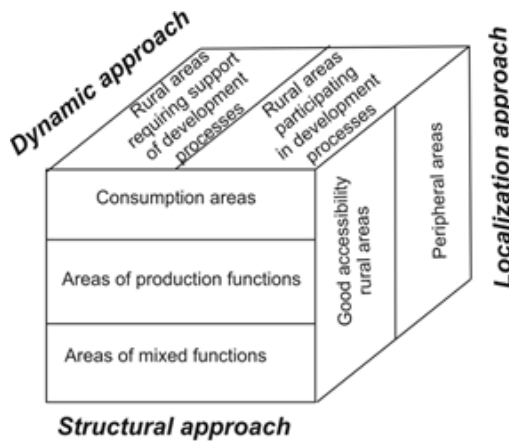 Dynamic approach
Rural areas
requiring support
of development
processes
Rural areas
participating
in development
processes
Localization approach
Consumption areas
Areas of production functions
Areas of mixed functions
Good accessibility
rural areas
Peripheral areas
Structural approach